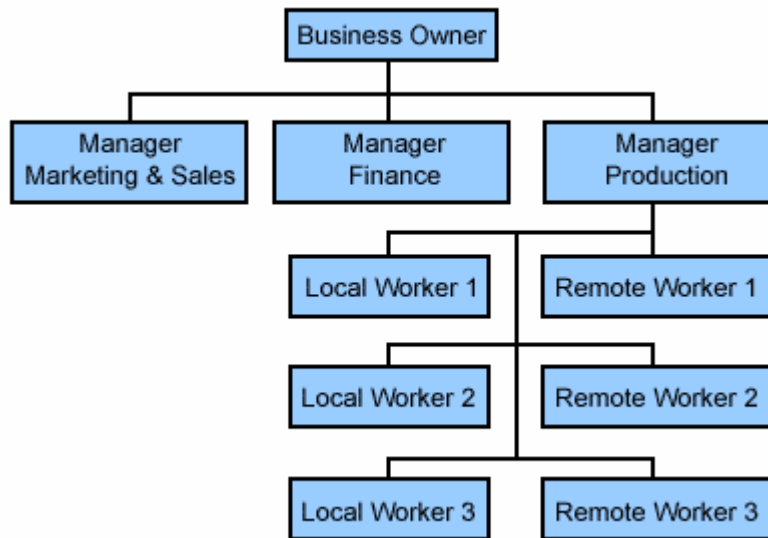 Business Owner
Manager
Marketing & Sales
Manager
Finance
Manager
Production
Local Worker 1
Remote Worker 1
Local Worker 2
Remote Worker 2
Local Worker 3
Remote Worker 3